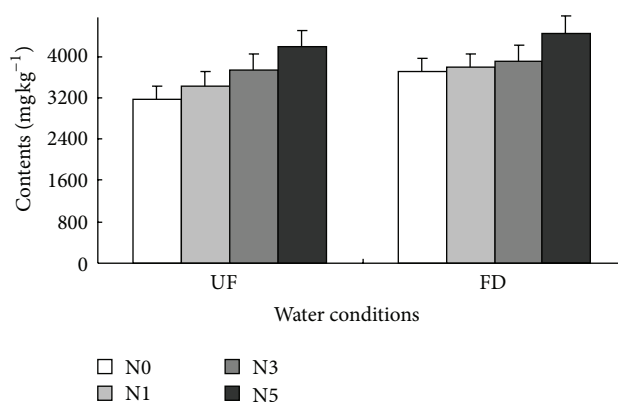 Contents (mg kg⁻¹)
4000
3200
2400
1600
800
0
UF
FD
Water conditions
N0
N3
N1
N5